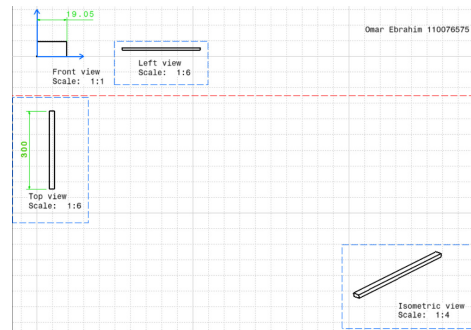 19.05
Omar Ebrahim 110076575
Front view
Scale: 1:1
Left view
Scale: 1:6
300
Top view
Scale: 1:6
Isometric view
Scale: 1:4